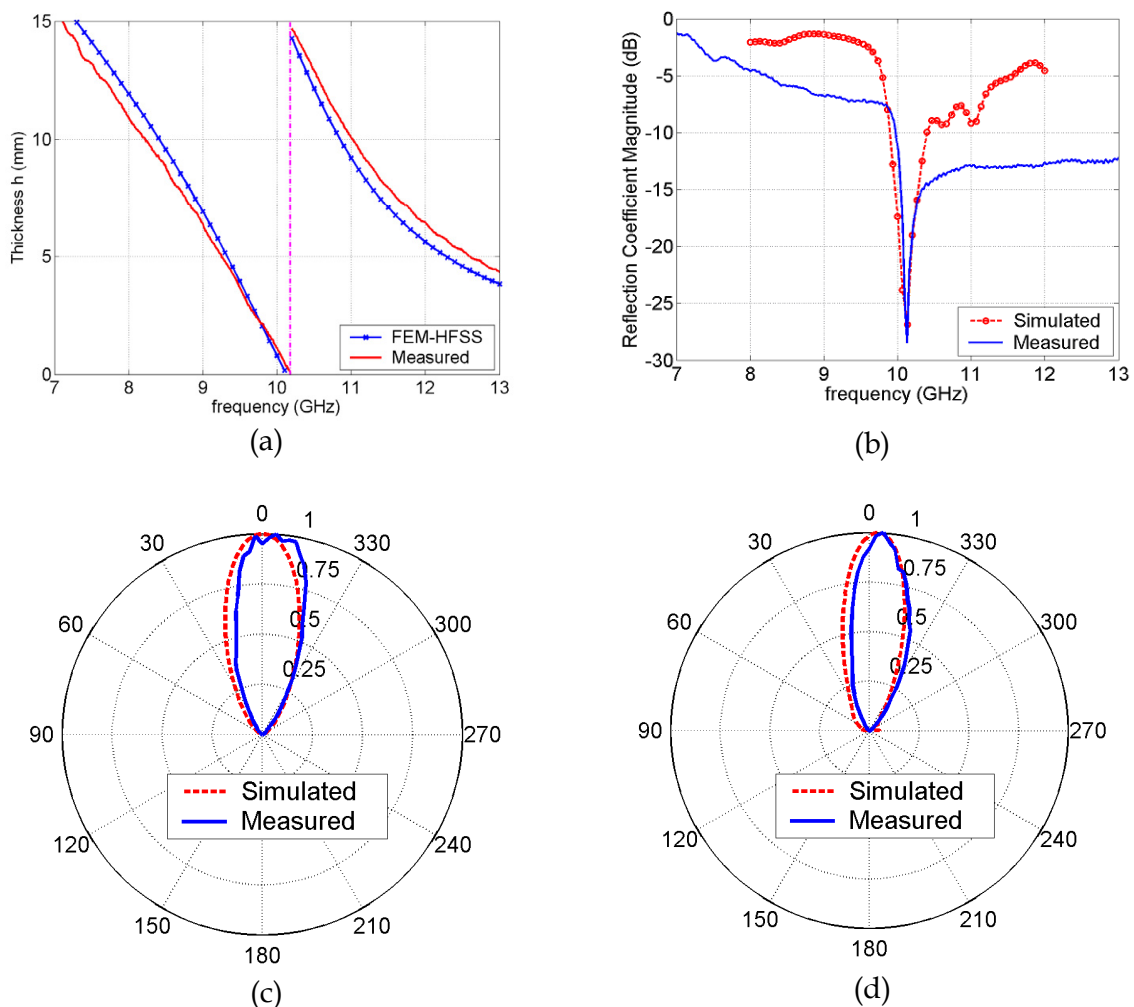 15
10
5
0
Thickness h (mm)
7 8 9 10 11 12 13
frequency (GHz)
FEM-HFSS
Measured
(a)
0
-5
-10
-15
-20
-25
-30
Reflection Coefficient Magnitude (dB)
7 8 9 10 11 12 13
frequency (GHz)
Simulated
Measured
(b)
0 1
30 330
0.75
60 0.5 300
0.25
90 270
Simulated
Measured
120 240
150 210
180
(c)
0 1
30 330
0.75
60 0.5 300
0.25
90 270
Simulated
Measured
120 240
150 210
180
(d)